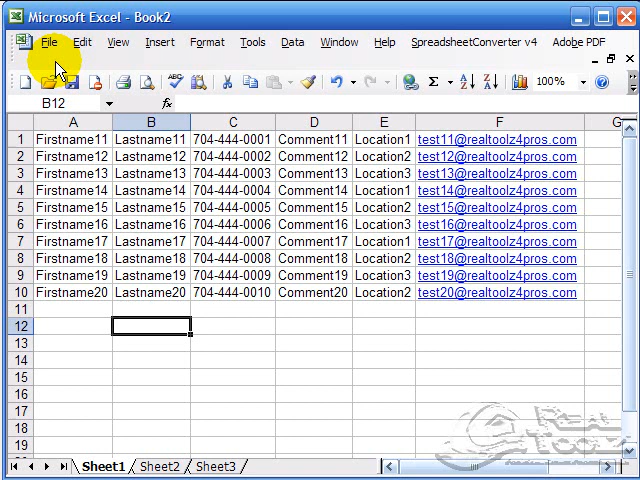 Microsoft Excel - Book2
File Edit View Insert Format Tools Data Window Help SpreadsheetConverter v4 Adobe PDF
ABC Σ A Z Z A 100% ?
B12 fx
A B C D E F G
1 Firstname11 Lastname11 704-444-0001 Comment11 Location1 test11@realtoolz4pros.com
2 Firstname12 Lastname12 704-444-0002 Comment12 Location2 test12@realtoolz4pros.com
3 Firstname13 Lastname13 704-444-0003 Comment13 Location3 test13@realtoolz4pros.com
4 Firstname14 Lastname14 704-444-0004 Comment14 Location1 test14@realtoolz4pros.com
5 Firstname15 Lastname15 704-444-0005 Comment15 Location2 test15@realtoolz4pros.com
6 Firstname16 Lastname16 704-444-0006 Comment16 Location3 test16@realtoolz4pros.com
7 Firstname17 Lastname17 704-444-0007 Comment17 Location1 test17@realtoolz4pros.com
8 Firstname18 Lastname18 704-444-0008 Comment18 Location2 test18@realtoolz4pros.com
9 Firstname19 Lastname19 704-444-0009 Comment19 Location3 test19@realtoolz4pros.com
10 Firstname20 Lastname20 704-444-0010 Comment20 Location2 test20@realtoolz4pros.com
11
12
13
14
15
16
17
18
19
Real
Toolz
Sheet1 Sheet2 Sheet3